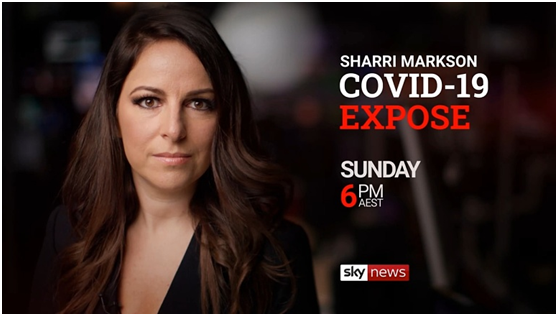 SHARRI MARKSON
COVID-19
EXPOSE
SUNDAY
6PM
AEST
sky news